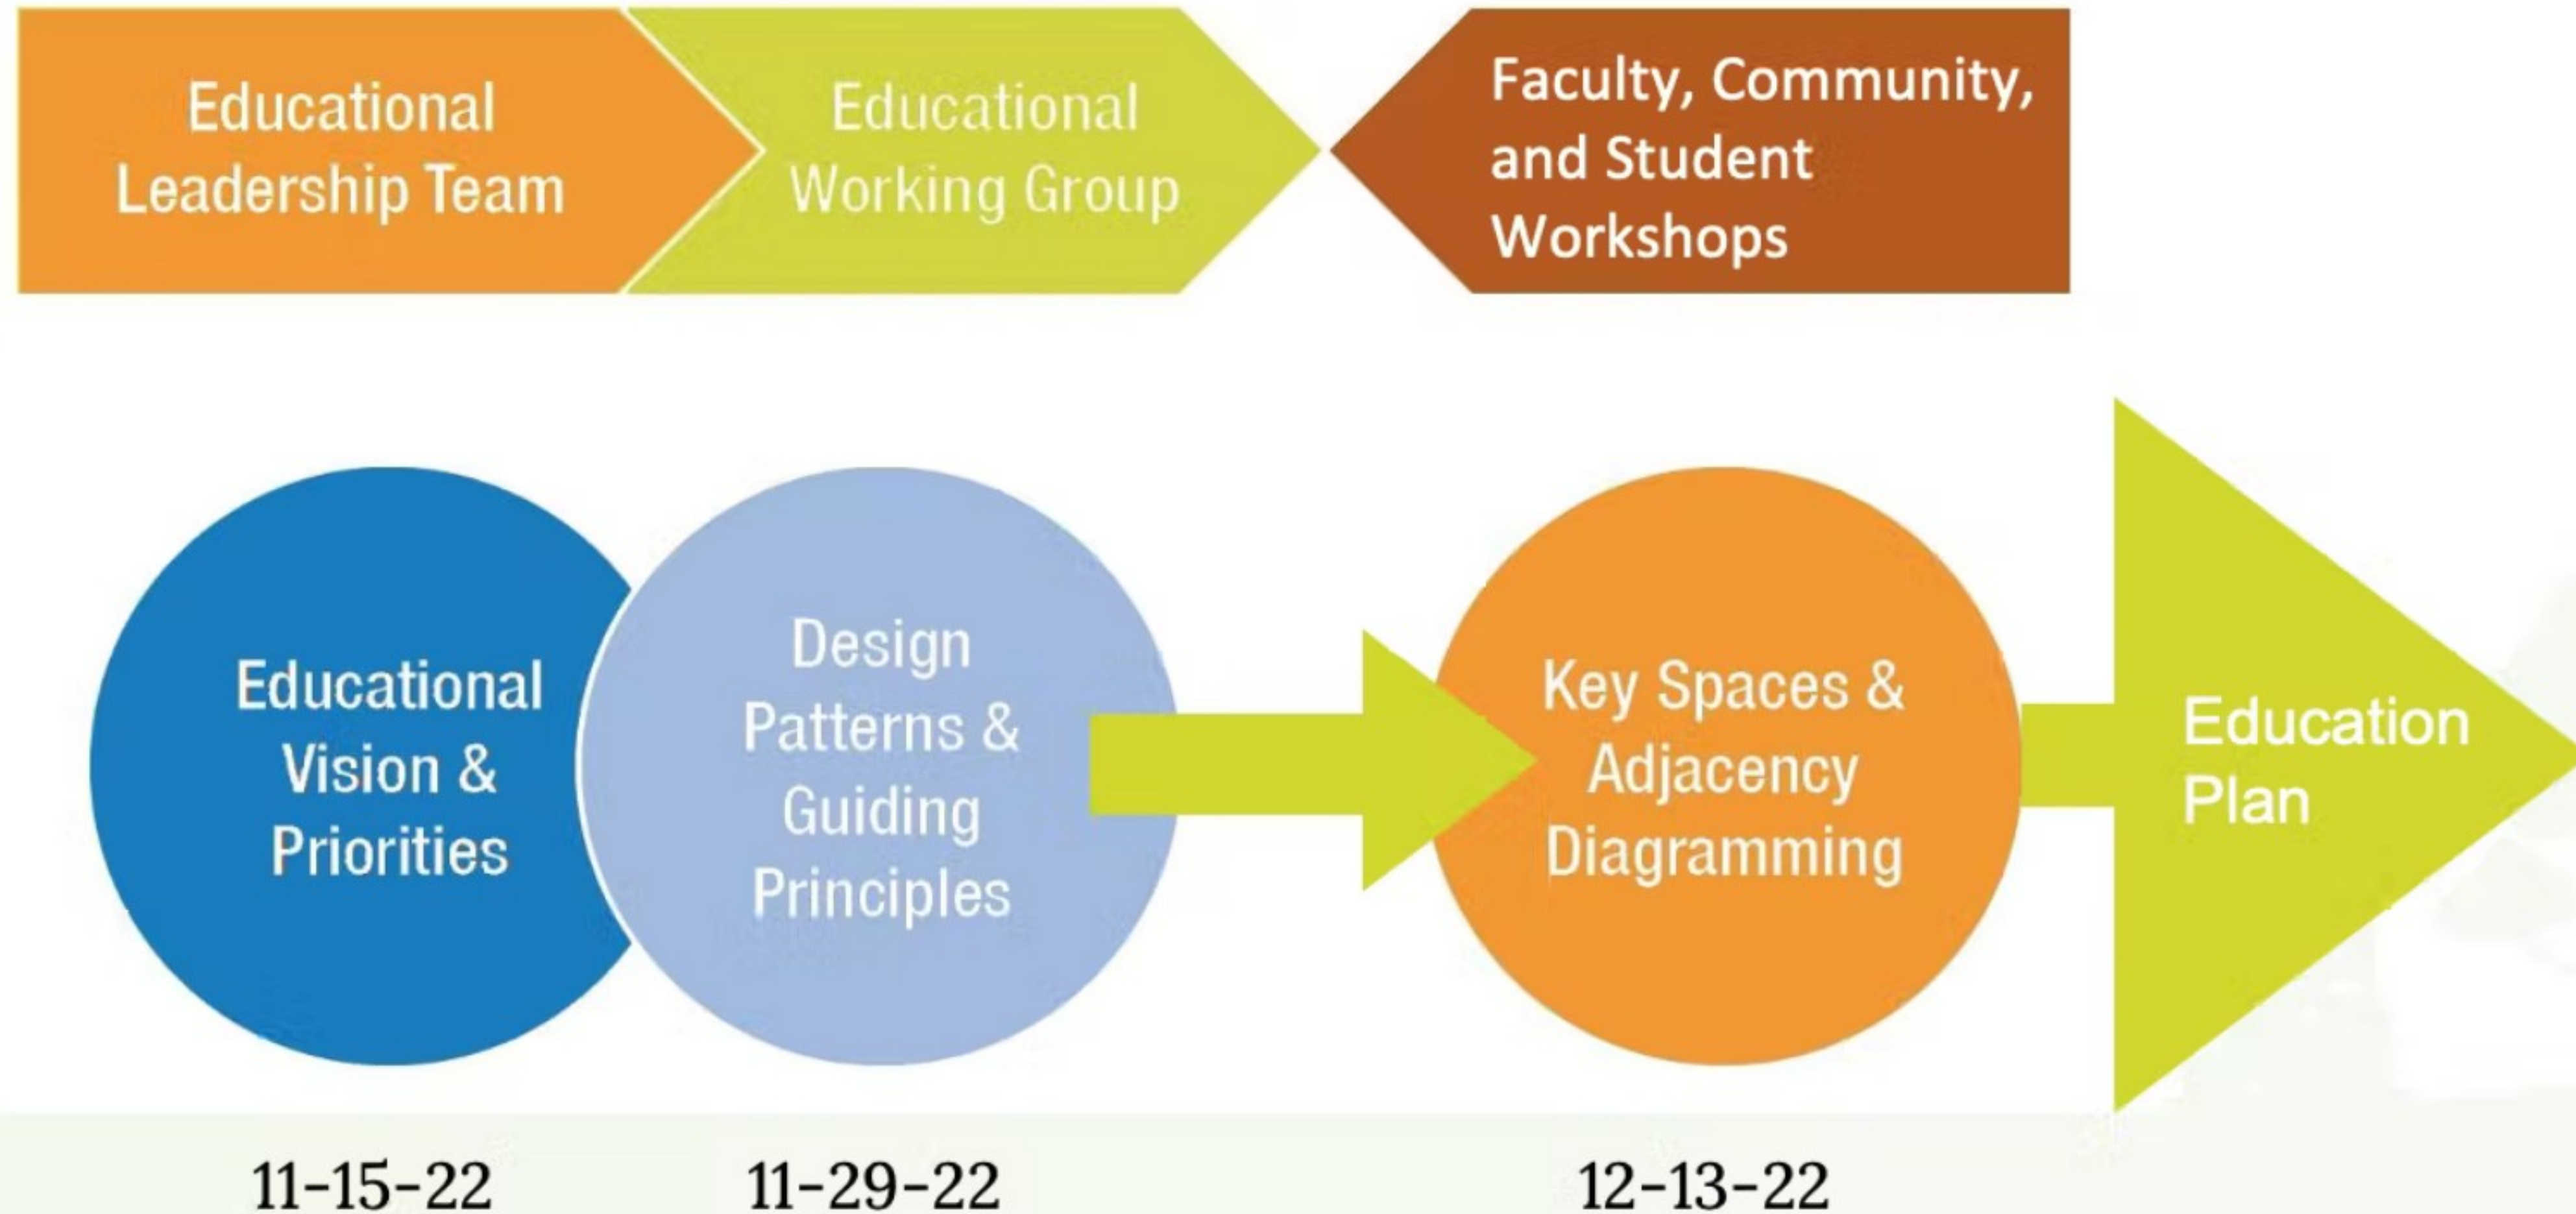 Educational
Leadership Team
Educational
Working Group
Faculty, Community,
and Student
Workshops
Educational
Vision &
Priorities
Design
Patterns &
Guiding
Principles
Key Spaces &
Adjacency
Diagramming
Education
Plan
11-15-22
11-29-22
12-13-22